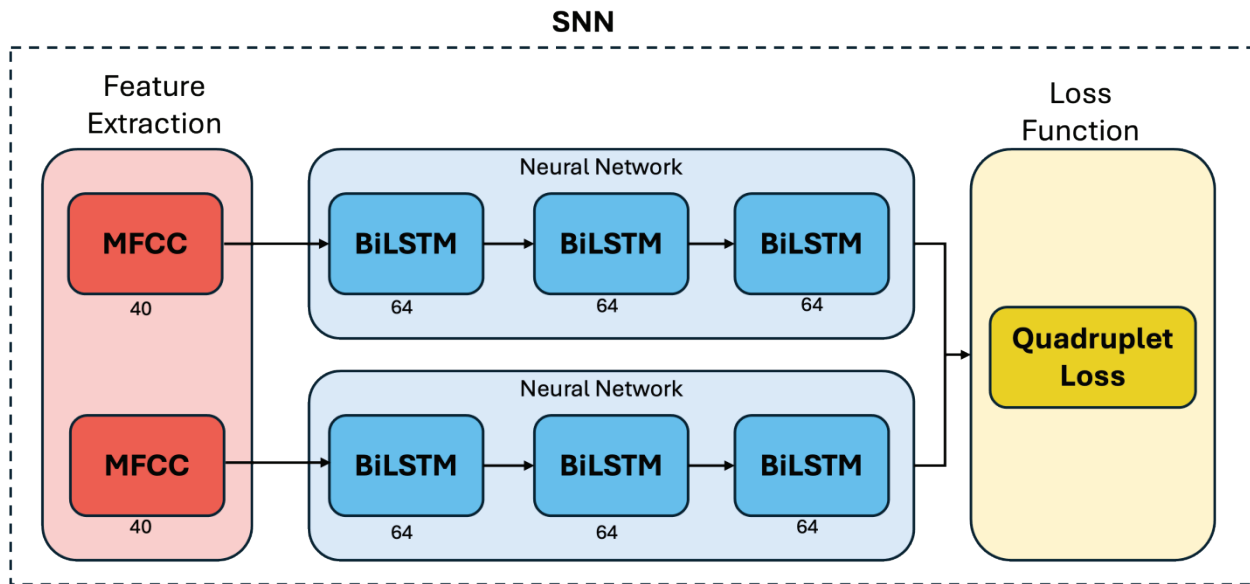 SNN
Feature
Extraction
Loss
Function
Neural Network
MFCC
BiLSTM
BiLSTM
BiLSTM
40
64
64
64
Quadruplet
Loss
Neural Network
MFCC
BiLSTM
BiLSTM
BiLSTM
40
64
64
64